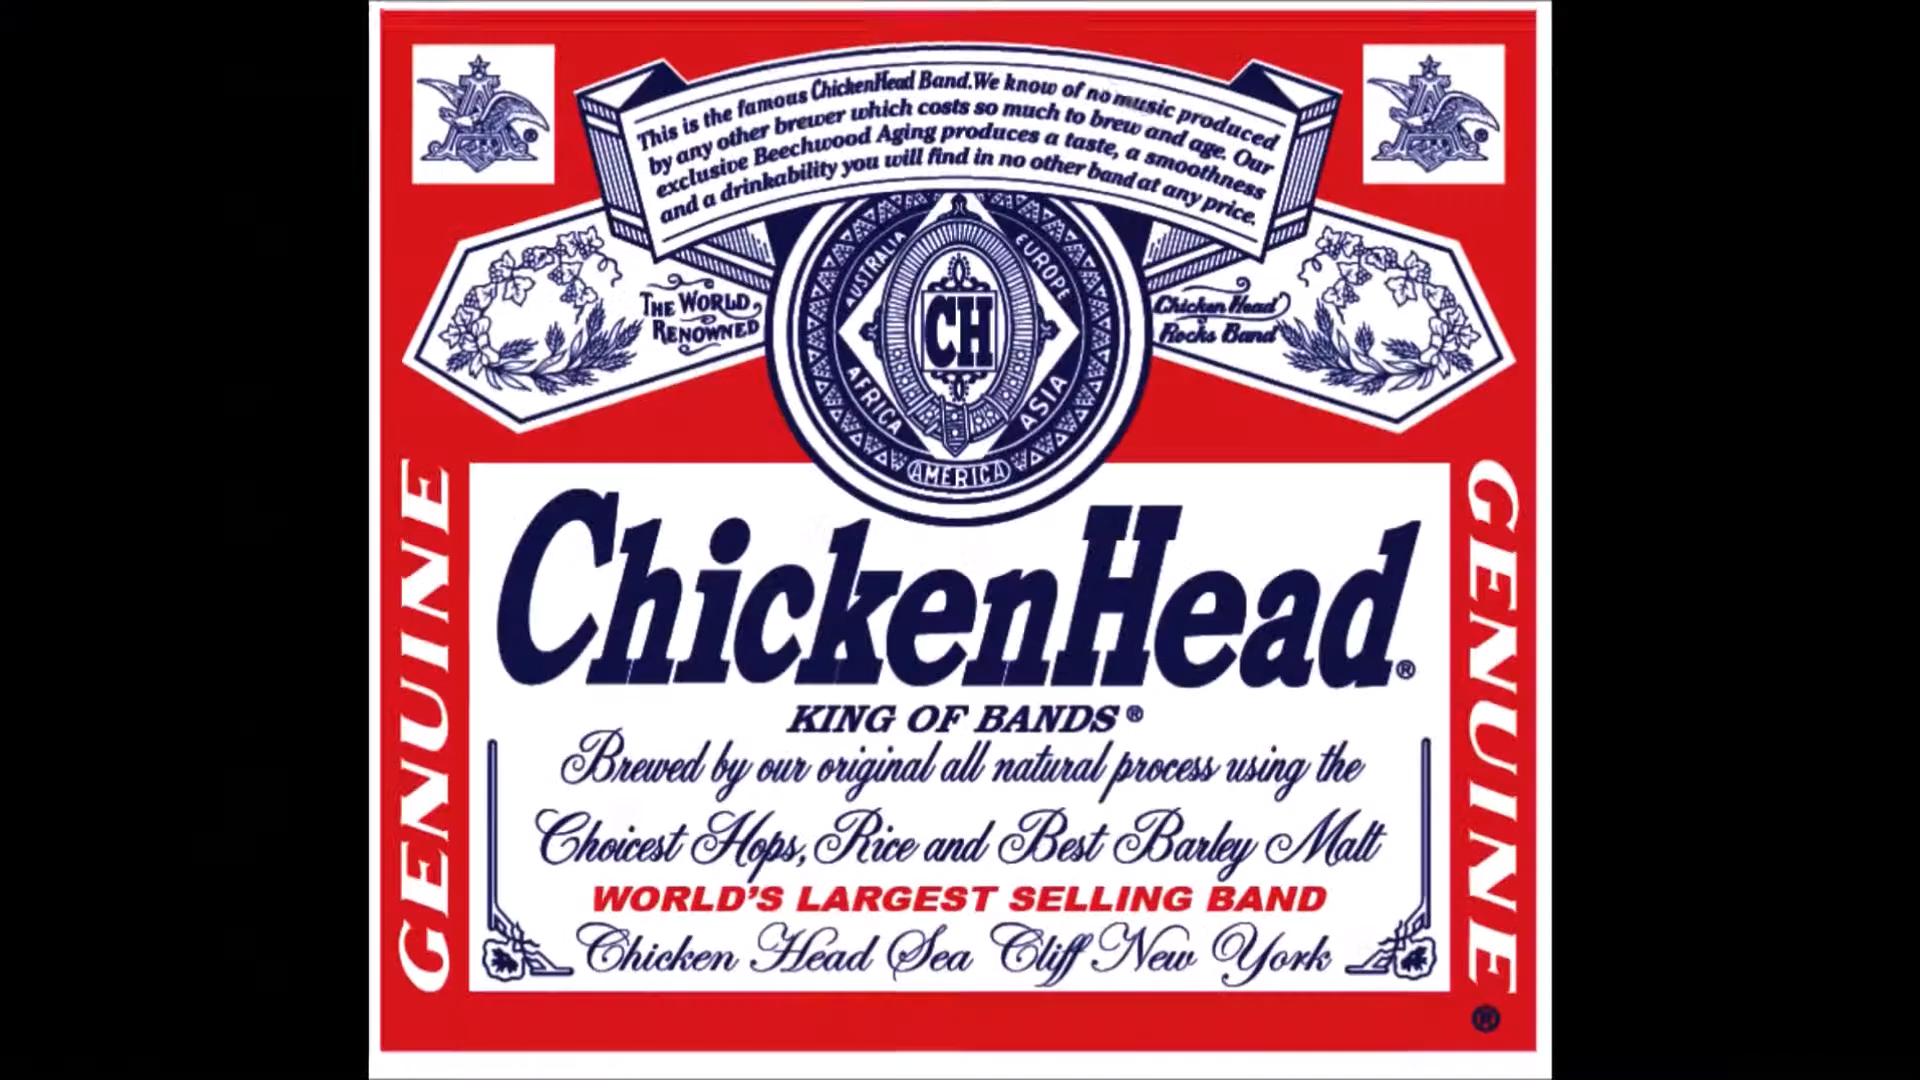 This is the famous ChickenHead Band.We know of no music produced
by any other brewer which costs so much to brew and age. Our
exclusive Beechwood Aging produces a taste, a smoothness
and a drinkability you will find in no other band at any price.
THE WORLD
RENOWNED
AUSTRALIA
EUROPE
CH
AFRICA
ASIA
AMERICA
Chicken Head
Rocks Band
GENUINE
GENUINE
ChickenHead®
KING OF BANDS®
Brewed by our original all natural process using the
Choicest Hops, Rice and Best Barley Malt
WORLD'S LARGEST SELLING BAND
Chicken Head Sea Cliff New York
®